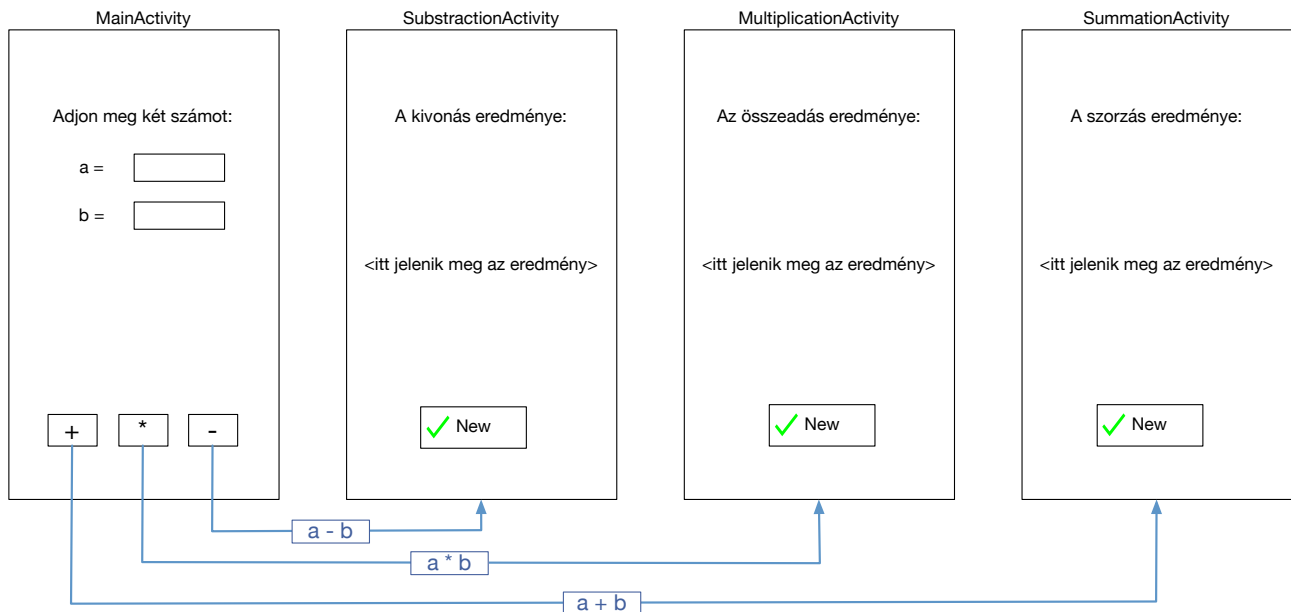 MainActivity
SubstractionActivity
MultiplicationActivity
SummationActivity
Adjon meg két számot:
a =
b =
+
*
-
A kivonás eredménye:
<itt jelenik meg az eredmény>
New
Az összeadás eredménye:
<itt jelenik meg az eredmény>
New
A szorzás eredménye:
<itt jelenik meg az eredmény>
New
a - b
a * b
a + b